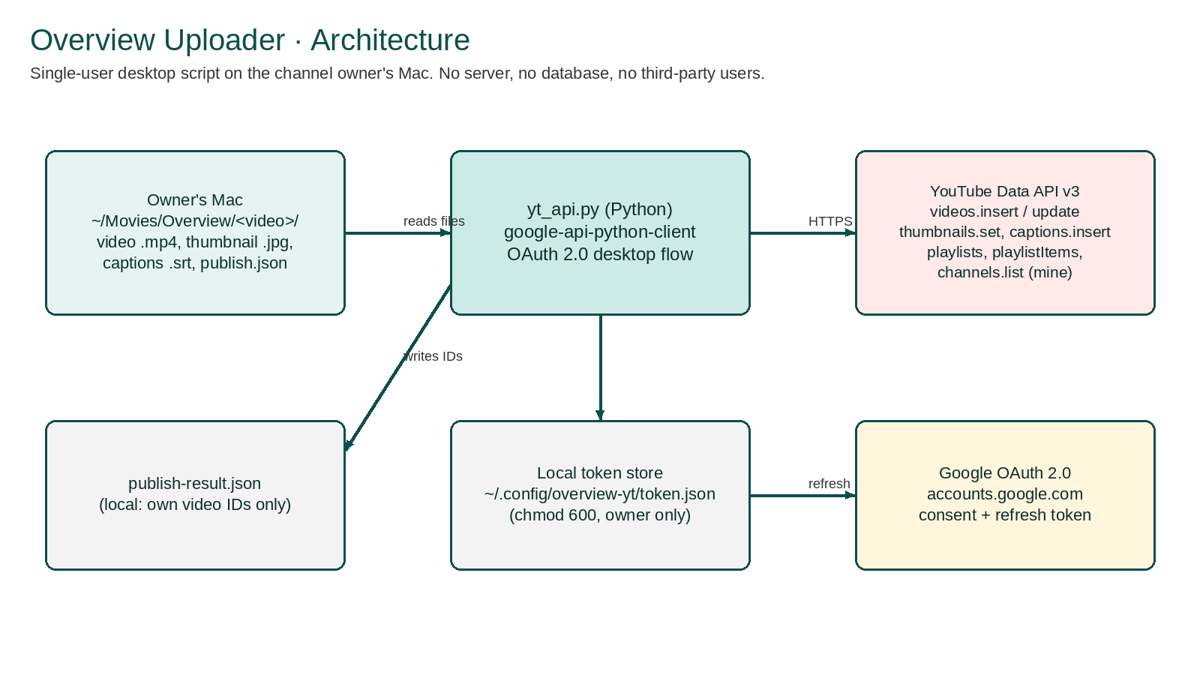 Overview Uploader · Architecture
Single-user desktop script on the channel owner's Mac. No server, no database, no third-party users.
Owner's Mac
~/Movies/Overview/<video>/
video .mp4, thumbnail .jpg,
captions .srt, publish.json
reads files
yt_api.py (Python)
google-api-python-client
OAuth 2.0 desktop flow
HTTPS
YouTube Data API v3
videos.insert / update
thumbnails.set, captions.insert
playlists, playlistItems,
channels.list (mine)
writes IDs
publish-result.json
(local: own video IDs only)
Local token store
~/.config/overview-yt/token.json
(chmod 600, owner only)
refresh
Google OAuth 2.0
accounts.google.com
consent + refresh token